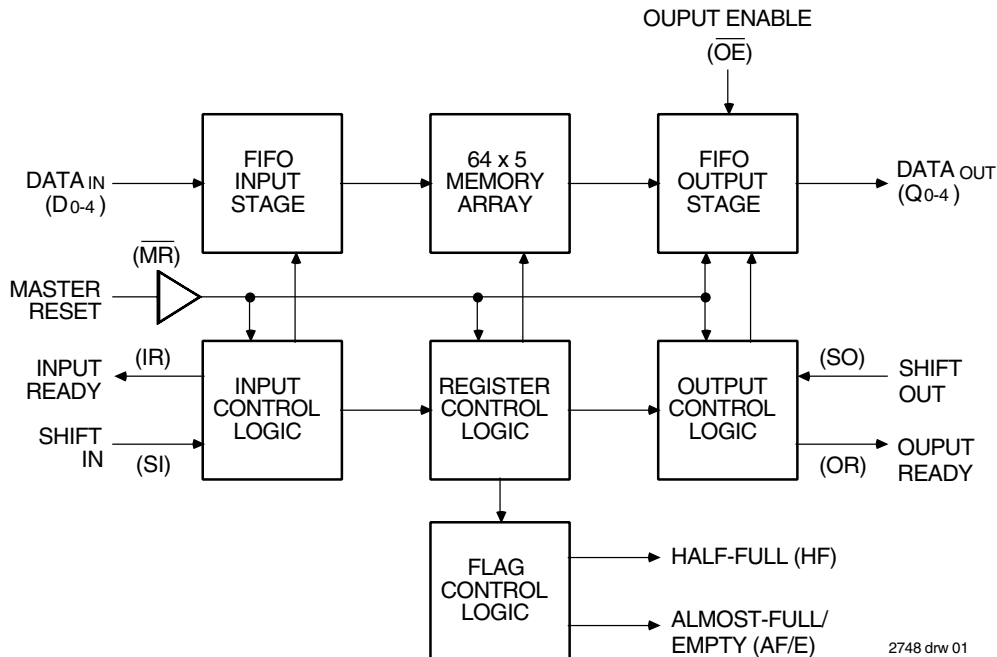 OUPUT ENABLE
(OE)
FIFO
INPUT
STAGE
64 x 5
MEMORY
ARRAY
FIFO
OUTPUT
STAGE
DATA IN
(D0-4)
DATA OUT
(Q0-4)
(MR)
MASTER
RESET
INPUT
READY
(IR)
SHIFT
IN
(SI)
INPUT
CONTROL
LOGIC
REGISTER
CONTROL
LOGIC
OUTPUT
CONTROL
LOGIC
(SO)
SHIFT
OUT
(OR)
OUPUT
READY
FLAG
CONTROL
LOGIC
HALF-FULL (HF)
ALMOST-FULL/
EMPTY (AF/E)
2748 drw 01